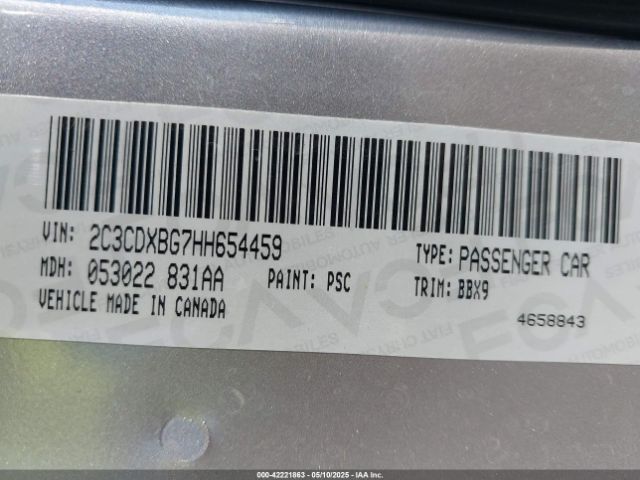 VIN: 2C3CDXBG7HH654459
TYPE: PASSENGER CAR
MDH: 053022 831AA
PAINT: PSC
TRIM: BBX9
VEHICLE MADE IN CANADA
4658843
000-42221863 - 05/10/2025 - IAA Inc.